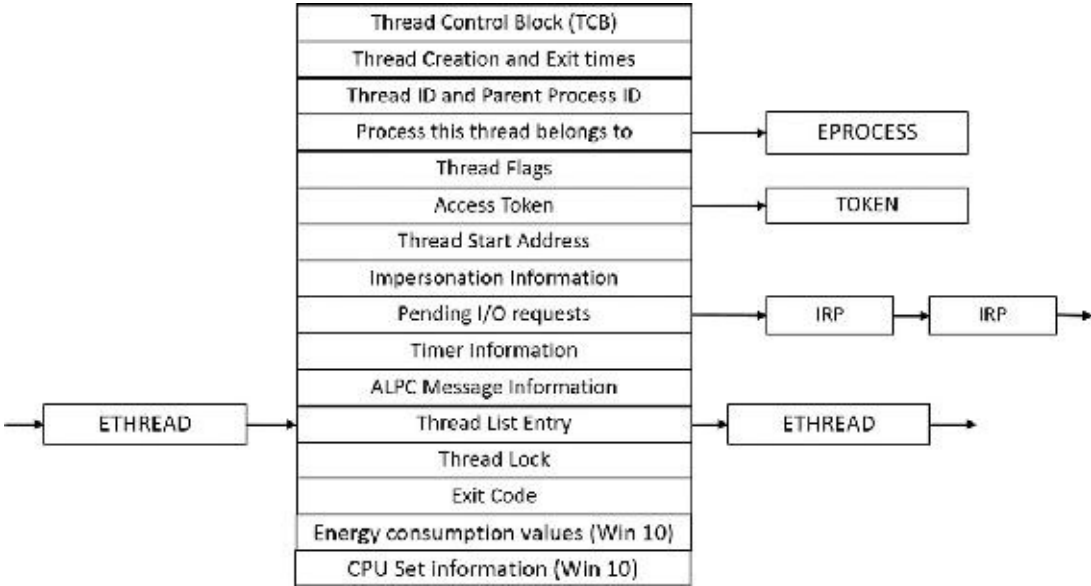 Thread Control Block (TCB)
Thread Creation and Exit times
Thread ID and Parent Process ID
Process this thread belongs to
EPROCESS
Thread Flags
Access Token
TOKEN
Thread Start Address
Impersonation Information
Pending I/O requests
IRP
IRP
Timer Information
ALPC Message Information
ETHREAD
Thread List Entry
ETHREAD
Thread Lock
Exit Code
Energy consumption values (Win 10)
CPU Set information (Win 10)